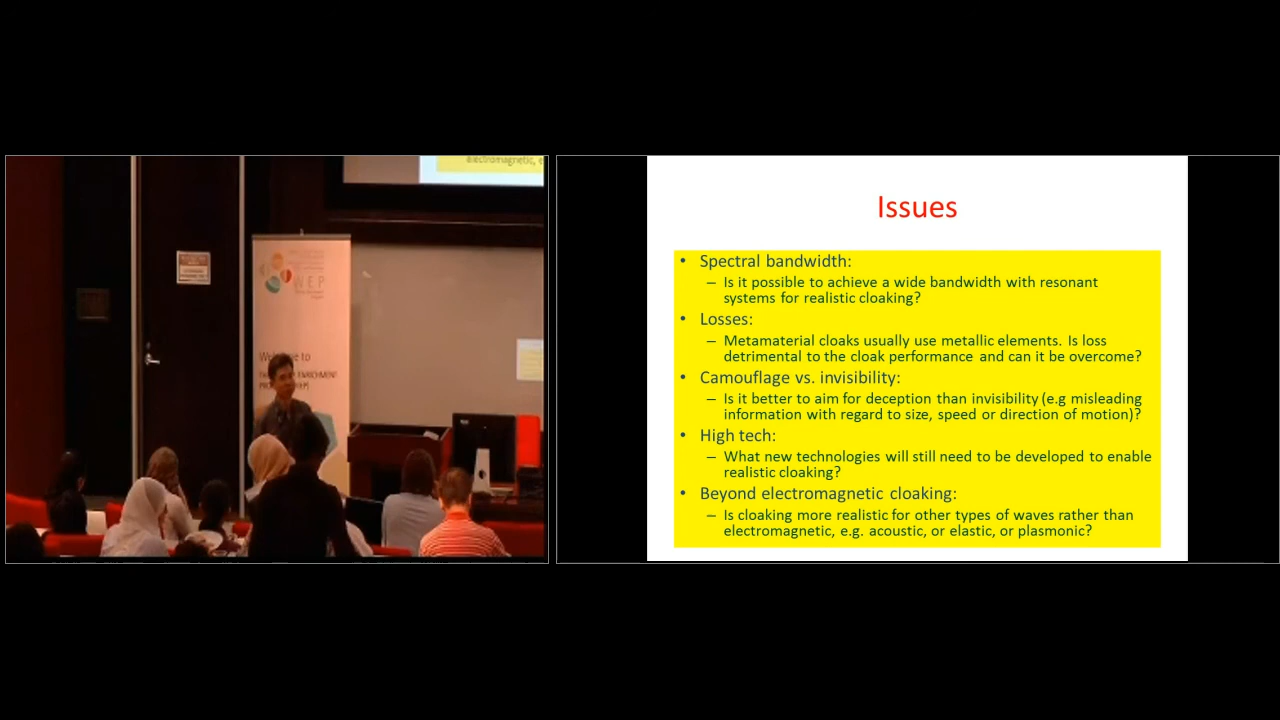 electromagnetic, e
WEP
Welcome to
ENRICHMENT
Issues
• Spectral bandwidth:
– Is it possible to achieve a wide bandwidth with resonant
systems for realistic cloaking?
• Losses:
– Metamaterial cloaks usually use metallic elements. Is loss
detrimental to the cloak performance and can it be overcome?
• Camouflage vs. invisibility:
– Is it better to aim for deception than invisibility (e.g misleading
information with regard to size, speed or direction of motion)?
• High tech:
– What new technologies will still need to be developed to enable
realistic cloaking?
• Beyond electromagnetic cloaking:
– Is cloaking more realistic for other types of waves rather than
electromagnetic, e.g. acoustic, or elastic, or plasmonic?